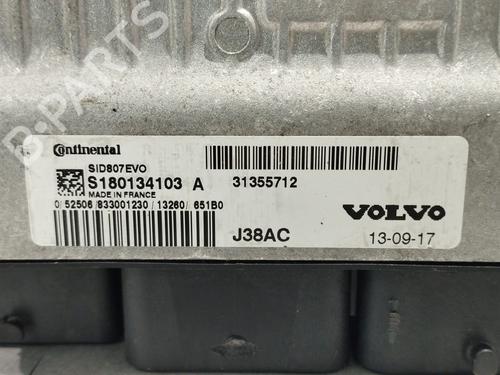 B-PARTS
Continental
SID807EVO
S180134103 A
MADE IN FRANCE
31355712
0/52506/833001230/13260/651B0
VOLVO
J38AC
13-09-17